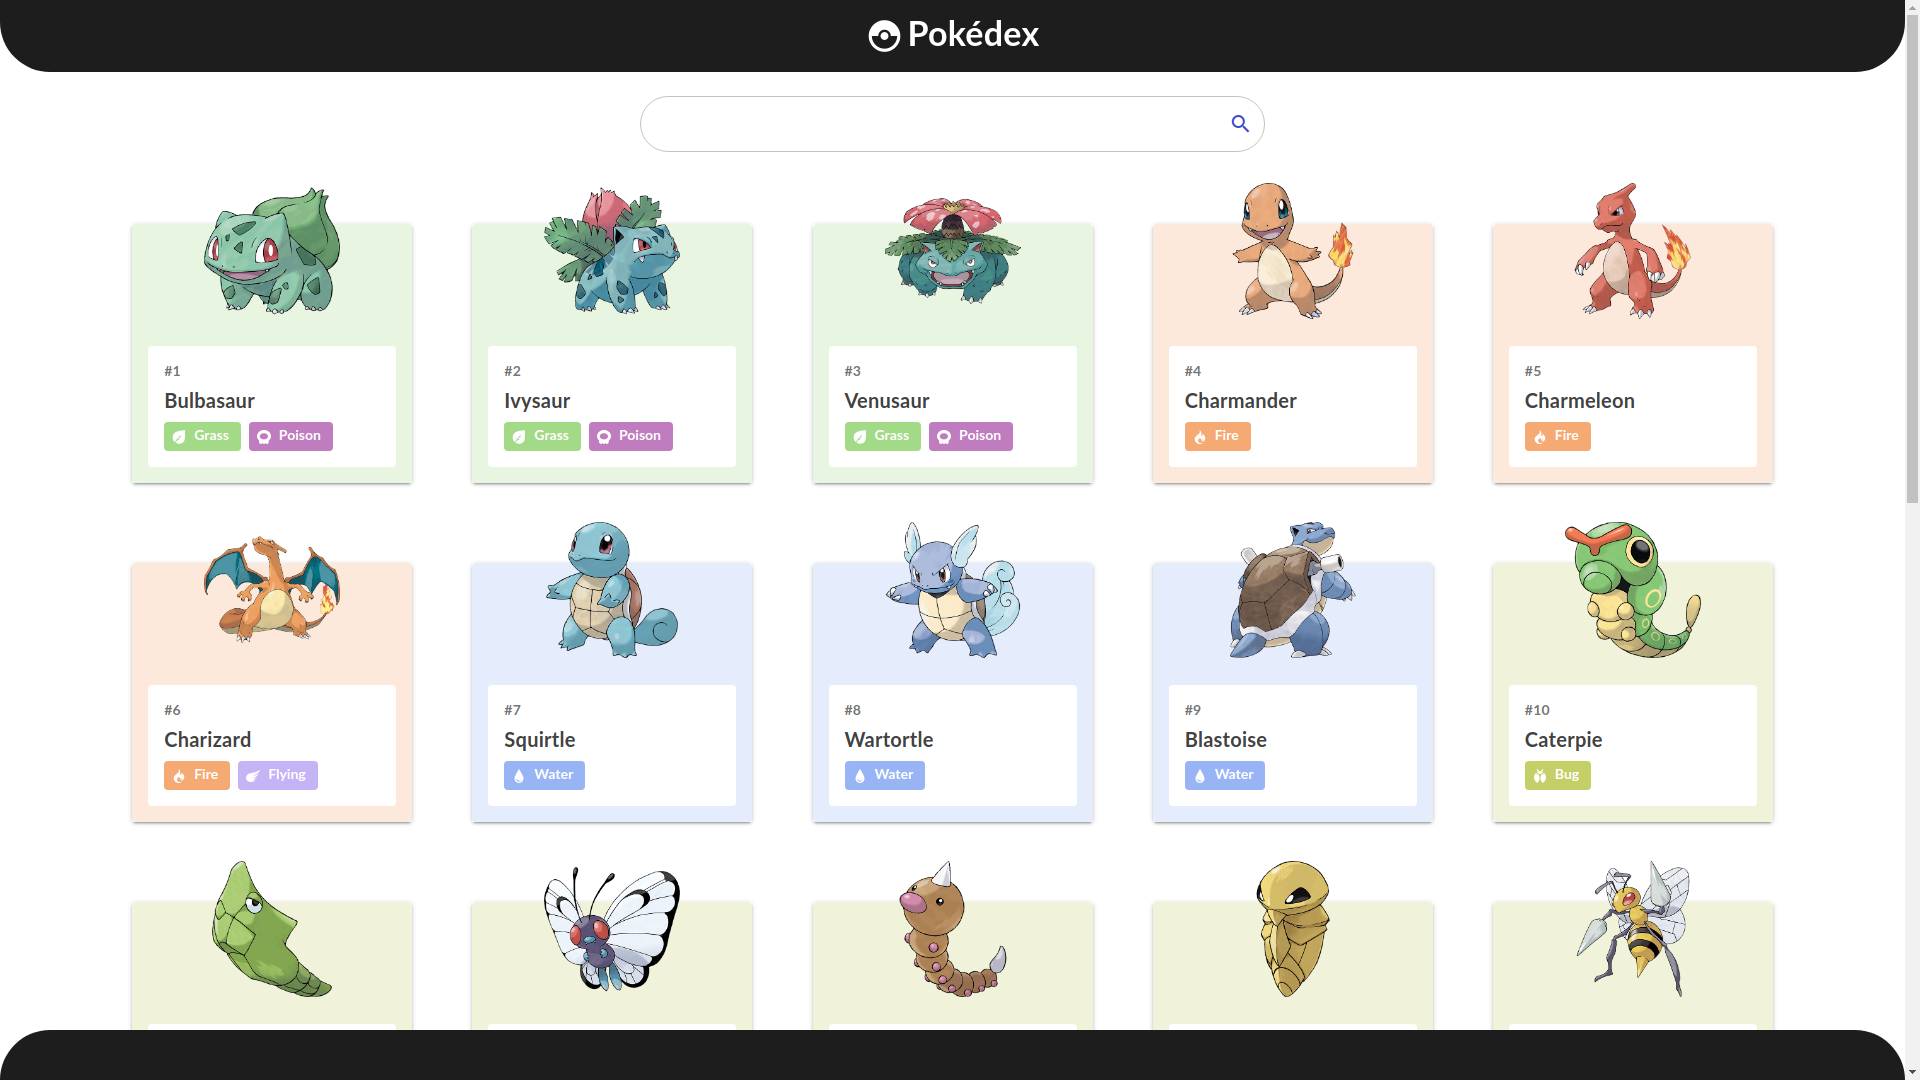 Pokédex
#1
Bulbasaur
Grass Poison
#2
Ivysaur
Grass Poison
#3
Venusaur
Grass Poison
#4
Charmander
Fire
#5
Charmeleon
Fire
#6
Charizard
Fire Flying
#7
Squirtle
Water
#8
Wartortle
Water
#9
Blastoise
Water
#10
Caterpie
Bug